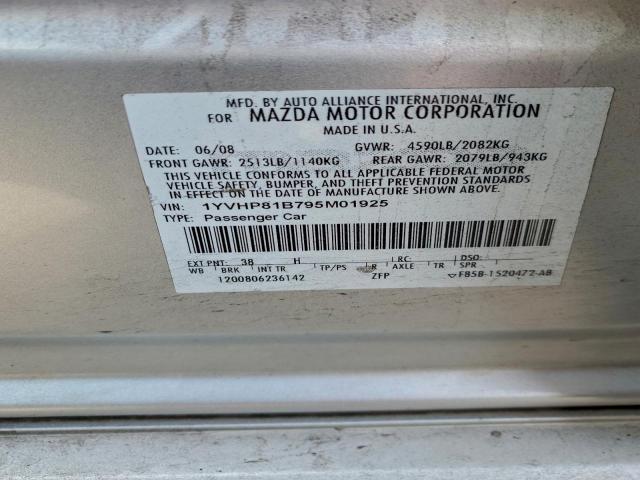 MFD. BY AUTO ALLIANCE INTERNATIONAL, INC.
FOR MAZDA MOTOR CORPORATION
MADE IN U.S.A.
DATE: 06/08 GVWR: 4590LB/2082KG
FRONT GAWR: 2513LB/1140KG REAR GAWR: 2079LB/943KG
THIS VEHICLE CONFORMS TO ALL APPLICABLE FEDERAL MOTOR
VEHICLE SAFETY, BUMPER, AND THEFT PREVENTION STANDARDS
IN EFFECT ON THE DATE OF MANUFACTURE SHOWN ABOVE.
VIN: 1YVHP81B795M01925
TYPE: Passenger Car
EXT PNT: 38 H RC: DSO:
WB BRK INT TR TP/PS R AXLE TR SPR
1200806236142 ZFP F85B-1520472-AB